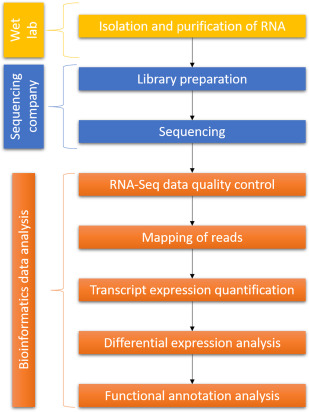 Wet
lab
Isolation and purification of RNA
Sequencing
company
Library preparation
Sequencing
Bioinformatics data analysis
RNA-Seq data quality control
Mapping of reads
Transcript expression quantification
Differential expression analysis
Functional annotation analysis